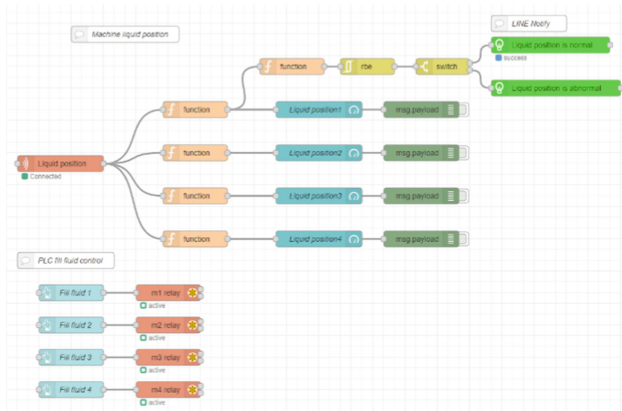 LINE Notify
Machine liquid position
Liquid position is normal
success
function
rbe
switch
Liquid position is abnormal
function
Liquid position1
msg.payload
function
Liquid position2
msg.payload
Liquid position
Connected
function
Liquid position3
msg.payload
function
Liquid position4
msg.payload
PLC fill fluid control
Fill fluid 1
m1 relay
active
Fill fluid 2
m2 relay
active
Fill fluid 3
m3 relay
active
Fill fluid 4
m4 relay
active